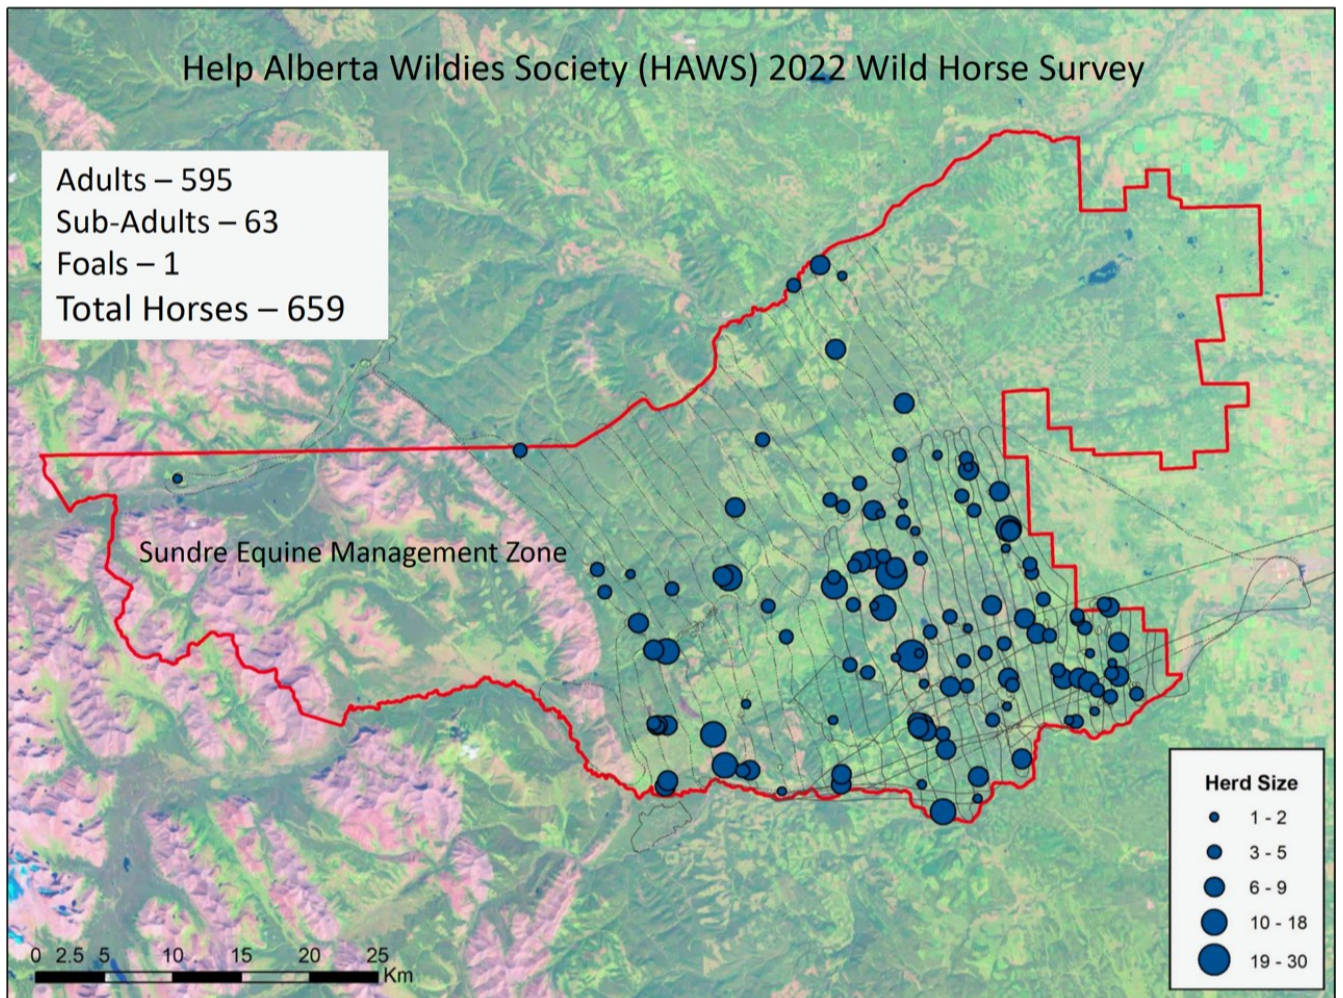 Help Alberta Wildies Society (HAWS) 2022 Wild Horse Survey
Adults – 595
Sub-Adults – 63
Foals – 1
Total Horses – 659
Sundre Equine Management Zone
Herd Size
1 - 2
3 - 5
6 - 9
10 - 18
19 - 30
0 2.5 5 10 15 20 25
Km